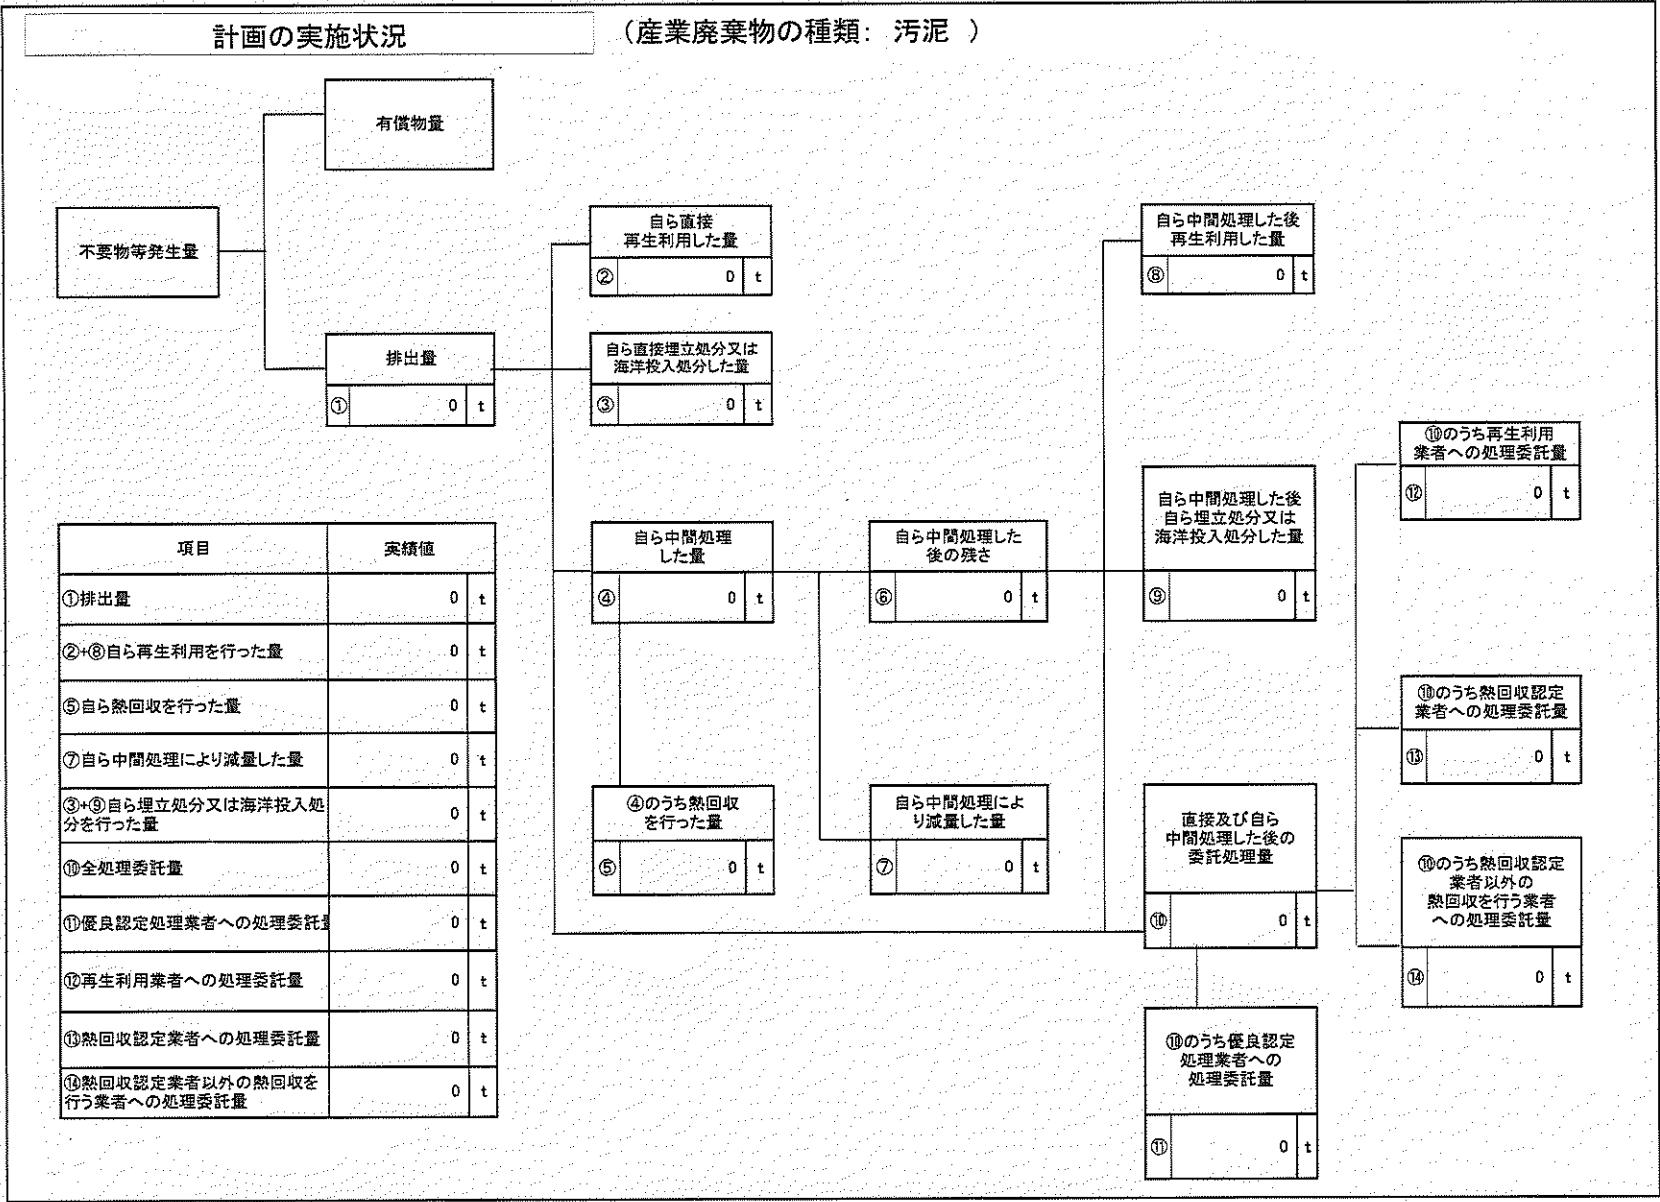 計画の実施状況
(産業廃棄物の種類: 汚泥 )
有償物量
不要物等発生量
排出量
① 0 t
自ら直接
再生利用した量
② 0 t
自ら直接埋立処分又は
海洋投入処分した量
③ 0 t
自ら中間処理
した量
④ 0 t
④のうち熱回収
を行った量
⑤ 0 t
自ら中間処理した
後の残さ
⑥ 0 t
自ら中間処理によ
り減量した量
⑦ 0 t
自ら中間処理した後
再生利用した量
⑧ 0 t
自ら中間処理した後
自ら埋立処分又は
海洋投入処分した量
⑨ 0 t
直接及び自ら
中間処理した後の
委託処理量
⑩ 0 t
⑩のうち優良認定
処理業者への
処理委託量
⑪ 0 t
⑩のうち再生利用
業者への処理委託量
⑫ 0 t
⑩のうち熱回収認定
業者への処理委託量
⑬ 0 t
⑩のうち熱回収認定
業者以外の
熱回収を行う業者
への処理委託量
⑭ 0 t
項目 実績値
①排出量 0 t
②+⑧自ら再生利用を行った量 0 t
⑤自ら熱回収を行った量 0 t
⑦自ら中間処理により減量した量 0 t
③+⑨自ら埋立処分又は海洋投入処
分を行った量 0 t
⑩全処理委託量 0 t
⑪優良認定処理業者への処理委託量 0 t
⑫再生利用業者への処理委託量 0 t
⑬熱回収認定業者への処理委託量 0 t
⑭熱回収認定業者以外の熱回収を
行う業者への処理委託量 0 t